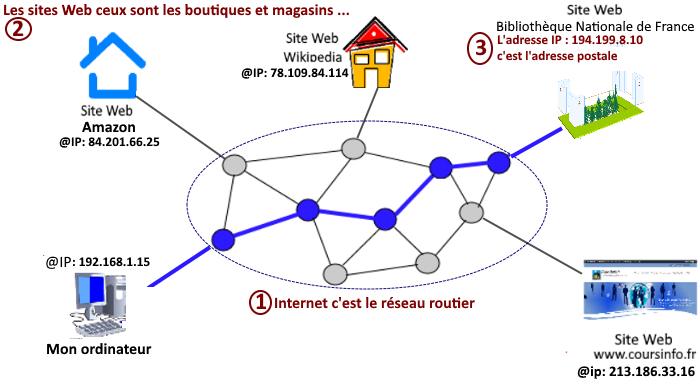 Les sites Web ceux sont les boutiques et magasins ...
2
Site Web
Wikipedia
@IP: 78.109.84.114
Site Web
Bibliothèque Nationale de France
3
L'adresse IP : 194.199.8.10
c'est l'adresse postale
Site Web
Amazon
@IP: 84.201.66.25
@IP: 192.168.1.15
Mon ordinateur
1
Internet c'est le réseau routier
Site Web
www.coursinfo.fr
@ip: 213.186.33.16